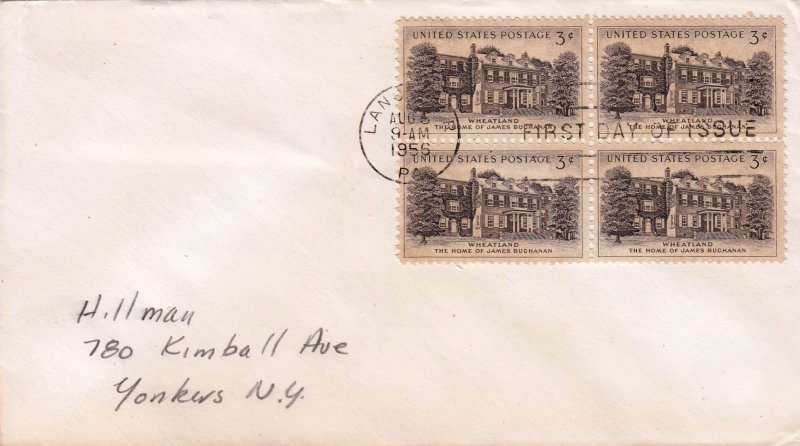 UNITED STATES POSTAGE 3¢
UNITED STATES POSTAGE 3¢
WHEATLAND
THE HOME OF JAMES BUCHANAN
WHEATLAND
THE HOME OF JAMES BUCHANAN
AUG
9-AM
1956
PA
FIRST DAY OF ISSUE
UNITED STATES POSTAGE 3¢
UNITED STATES POSTAGE 3¢
WHEATLAND
THE HOME OF JAMES BUCHANAN
WHEATLAND
THE HOME OF JAMES BUCHANAN
Hillman
780 Kimball Ave
Yonkers N.Y.